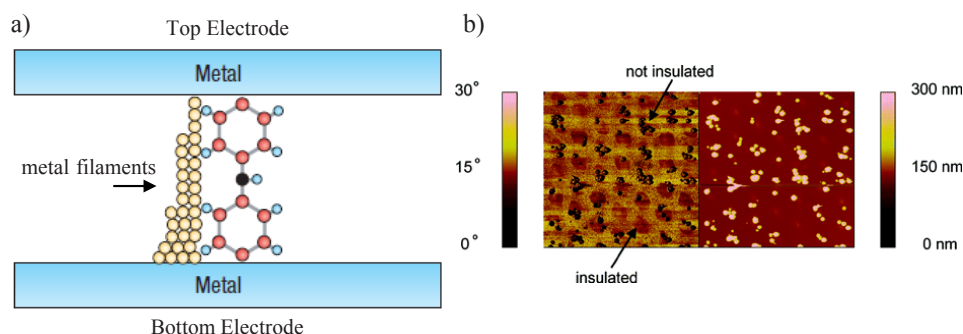 a)
Top Electrode
Metal
metal filaments
Metal
Bottom Electrode
b)
not insulated
30°
15°
0°
insulated
300 nm
150 nm
0 nm